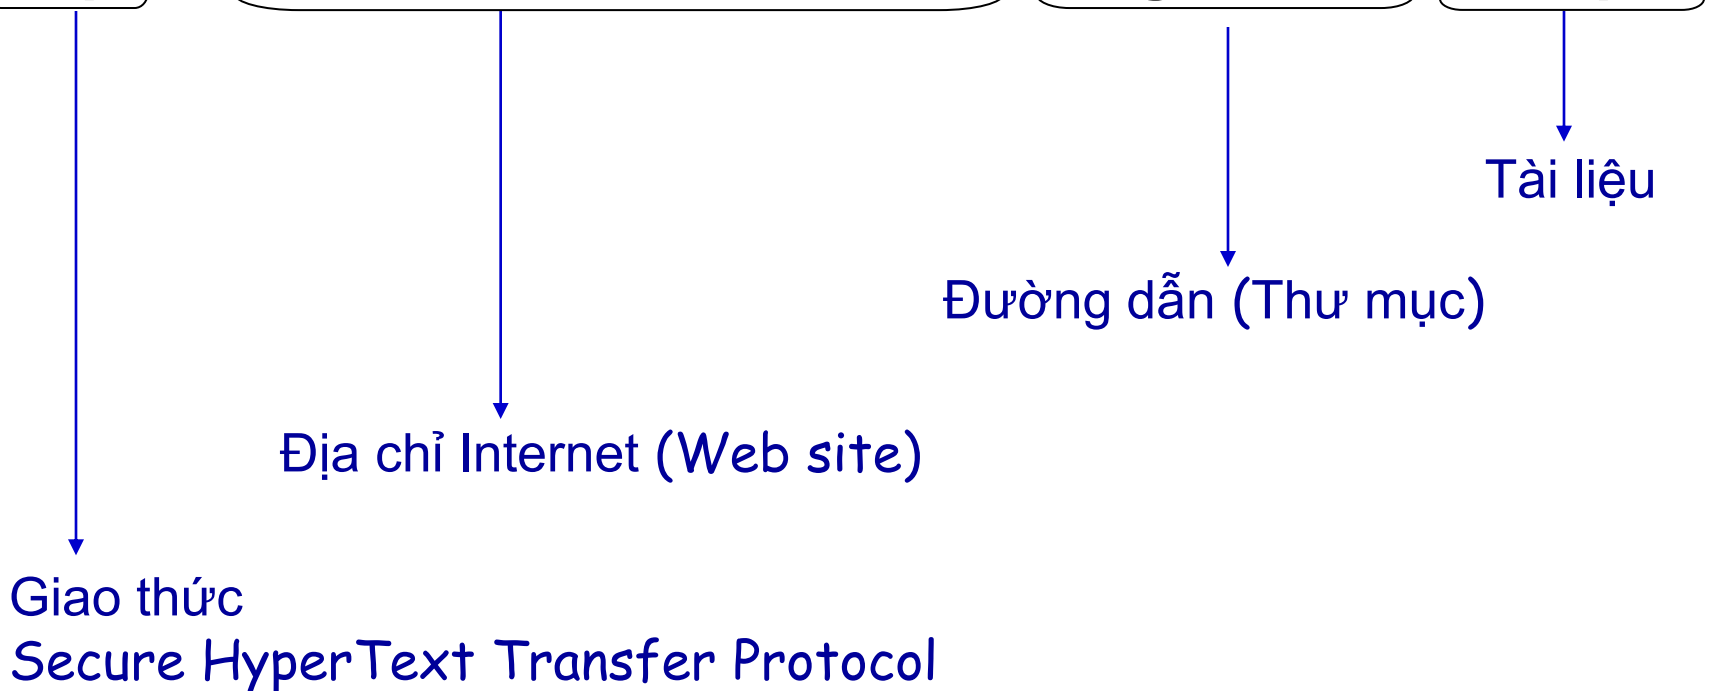 Tài liệu
Đường dẫn (Thư mục)
Địa chỉ Internet (Web site)
Giao thức
Secure HyperText Transfer Protocol